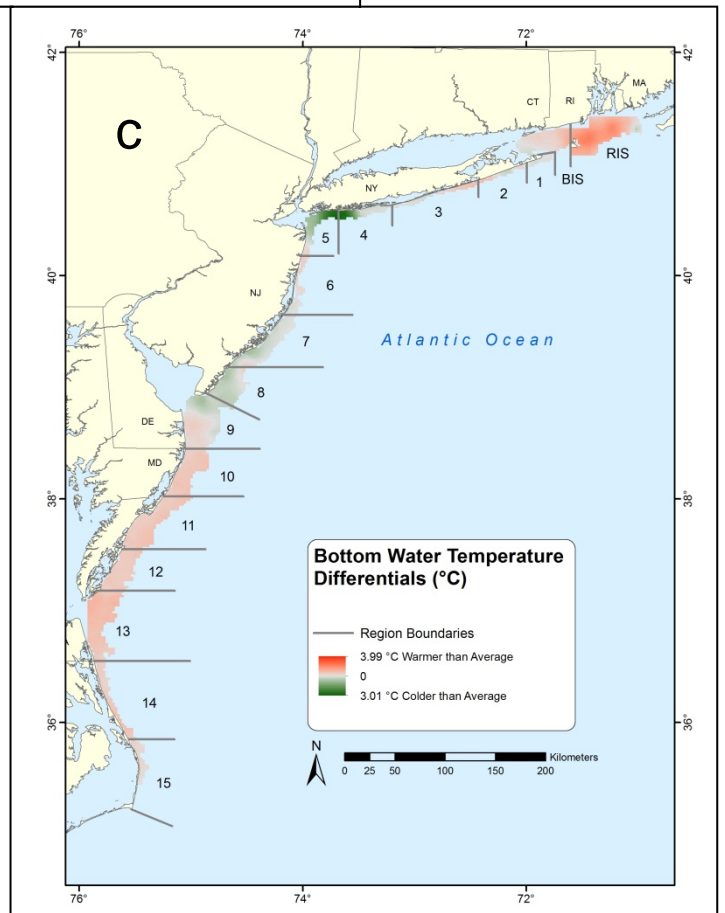 76°
74°
72°
42°
42°
C
CT
RI
MA
RIS
BIS
NY
1
2
3
4
5
40°
40°
6
NJ
Atlantic Ocean
7
8
DE
9
MD
10
38°
38°
11
12
13
14
36°
36°
15
Bottom Water Temperature
Differentials (°C)
Region Boundaries
3.99 °C Warmer than Average
0
3.01 °C Colder than Average
N
Kilometers
0 25 50 100 150 200
76°
74°
72°